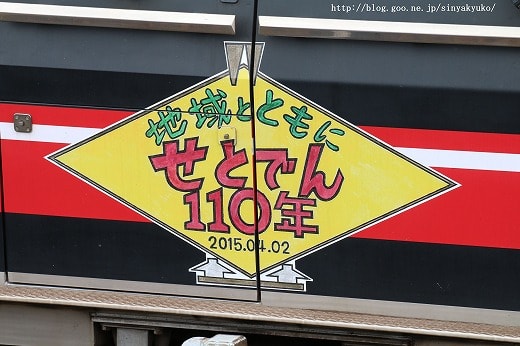 http://blog.goo.ne.jp/sinyakyuko/
地域とともに
せとでん
110年
2015.04.02